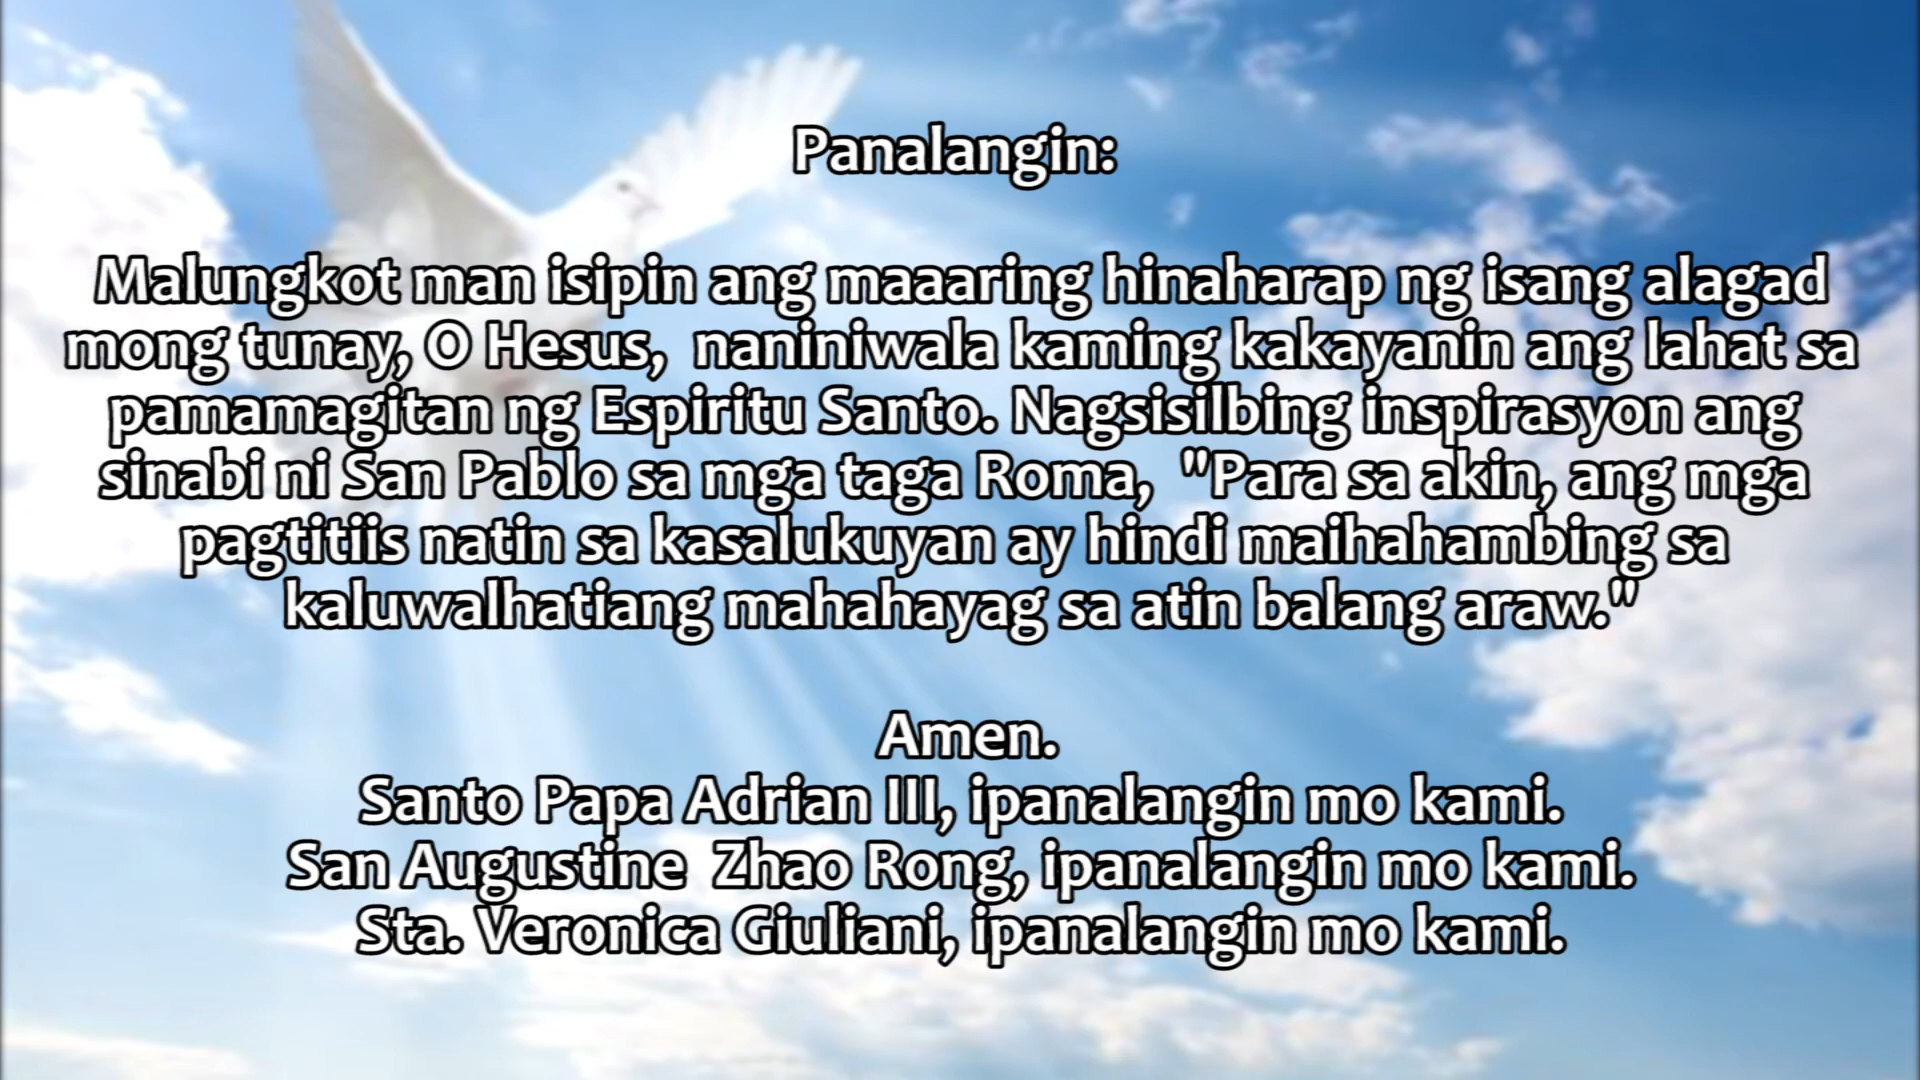 Panalangin:
Malungkot man isipin ang maaaring hinaharap ng isang alagad
mong tunay, O Hesus, naniniwala kaming kakayanin ang lahat sa
pamamagitan ng Espiritu Santo. Nagsisilbing inspirasyon ang
sinabi ni San Pablo sa mga taga Roma, "Para sa akin, ang mga
pagtitiis natin sa kasalukuyan ay hindi maihahambing sa
kaluwalhatiang mahahayag sa atin balang araw."
Amen.
Santo Papa Adrian III, ipanalangin mo kami.
San Augustine Zhao Rong, ipanalangin mo kami.
Sta. Veronica Giuliani, ipanalangin mo kami.